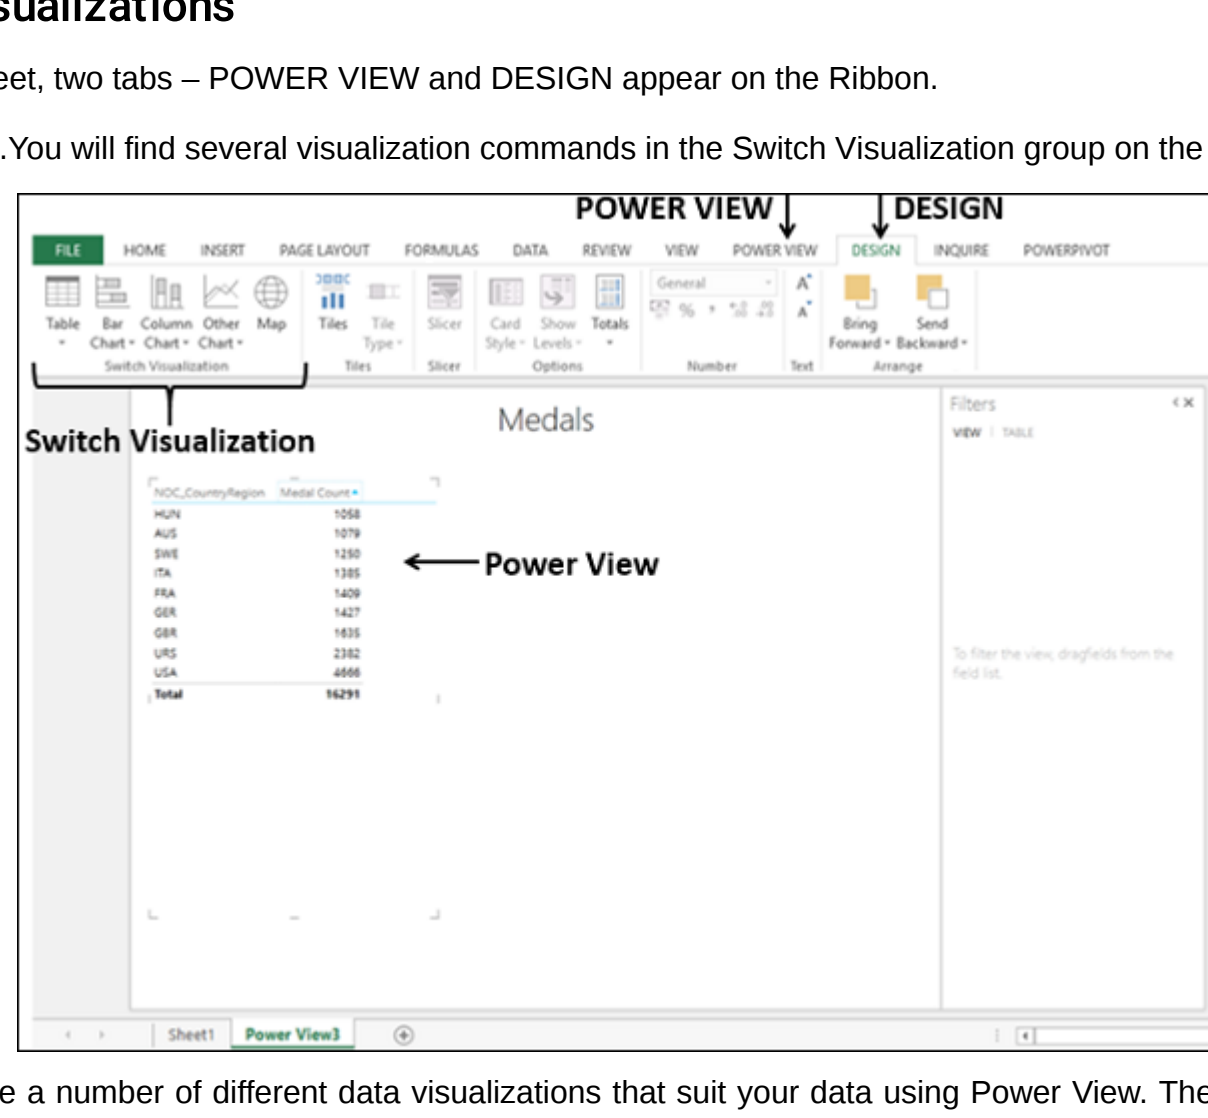 sualizations
eet, two tabs – POWER VIEW and DESIGN appear on the Ribbon.
.You will find several visualization commands in the Switch Visualization group on the
POWER VIEW DESIGN
FILE HOME INSERT PAGE LAYOUT FORMULAS DATA REVIEW VIEW POWER VIEW DESIGN INQUIRE POWERPIVOT
General
Table Bar Chart Column Chart Other Chart Map Tiles Tile Type Slicer Card Style Show Levels Totals % , A A Bring Forward Send Backward
Switch Visualization Tiles Slicer Options Number Text Arrange
Switch Visualization
Medals
Filters
VIEW | TABLE
NOC_CountryRegion Medal Count
HUN 1058
AUS 1079
SWE 1250
ITA 1385
FRA 1409
GER 1427
GBR 1635
URS 2382
USA 4666
Total 16291
Power View
To filter the view, dragfields from the
field list.
Sheet1 Power View3
e a number of different data visualizations that suit your data using Power View. The